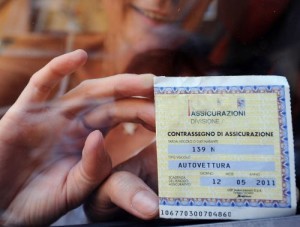 ASSICURAZIONI
DIVISIONE
CONTRASSEGNO DI ASSICURAZIONE
139 N
AUTOVETTURA
12 05 2011
106770300704860